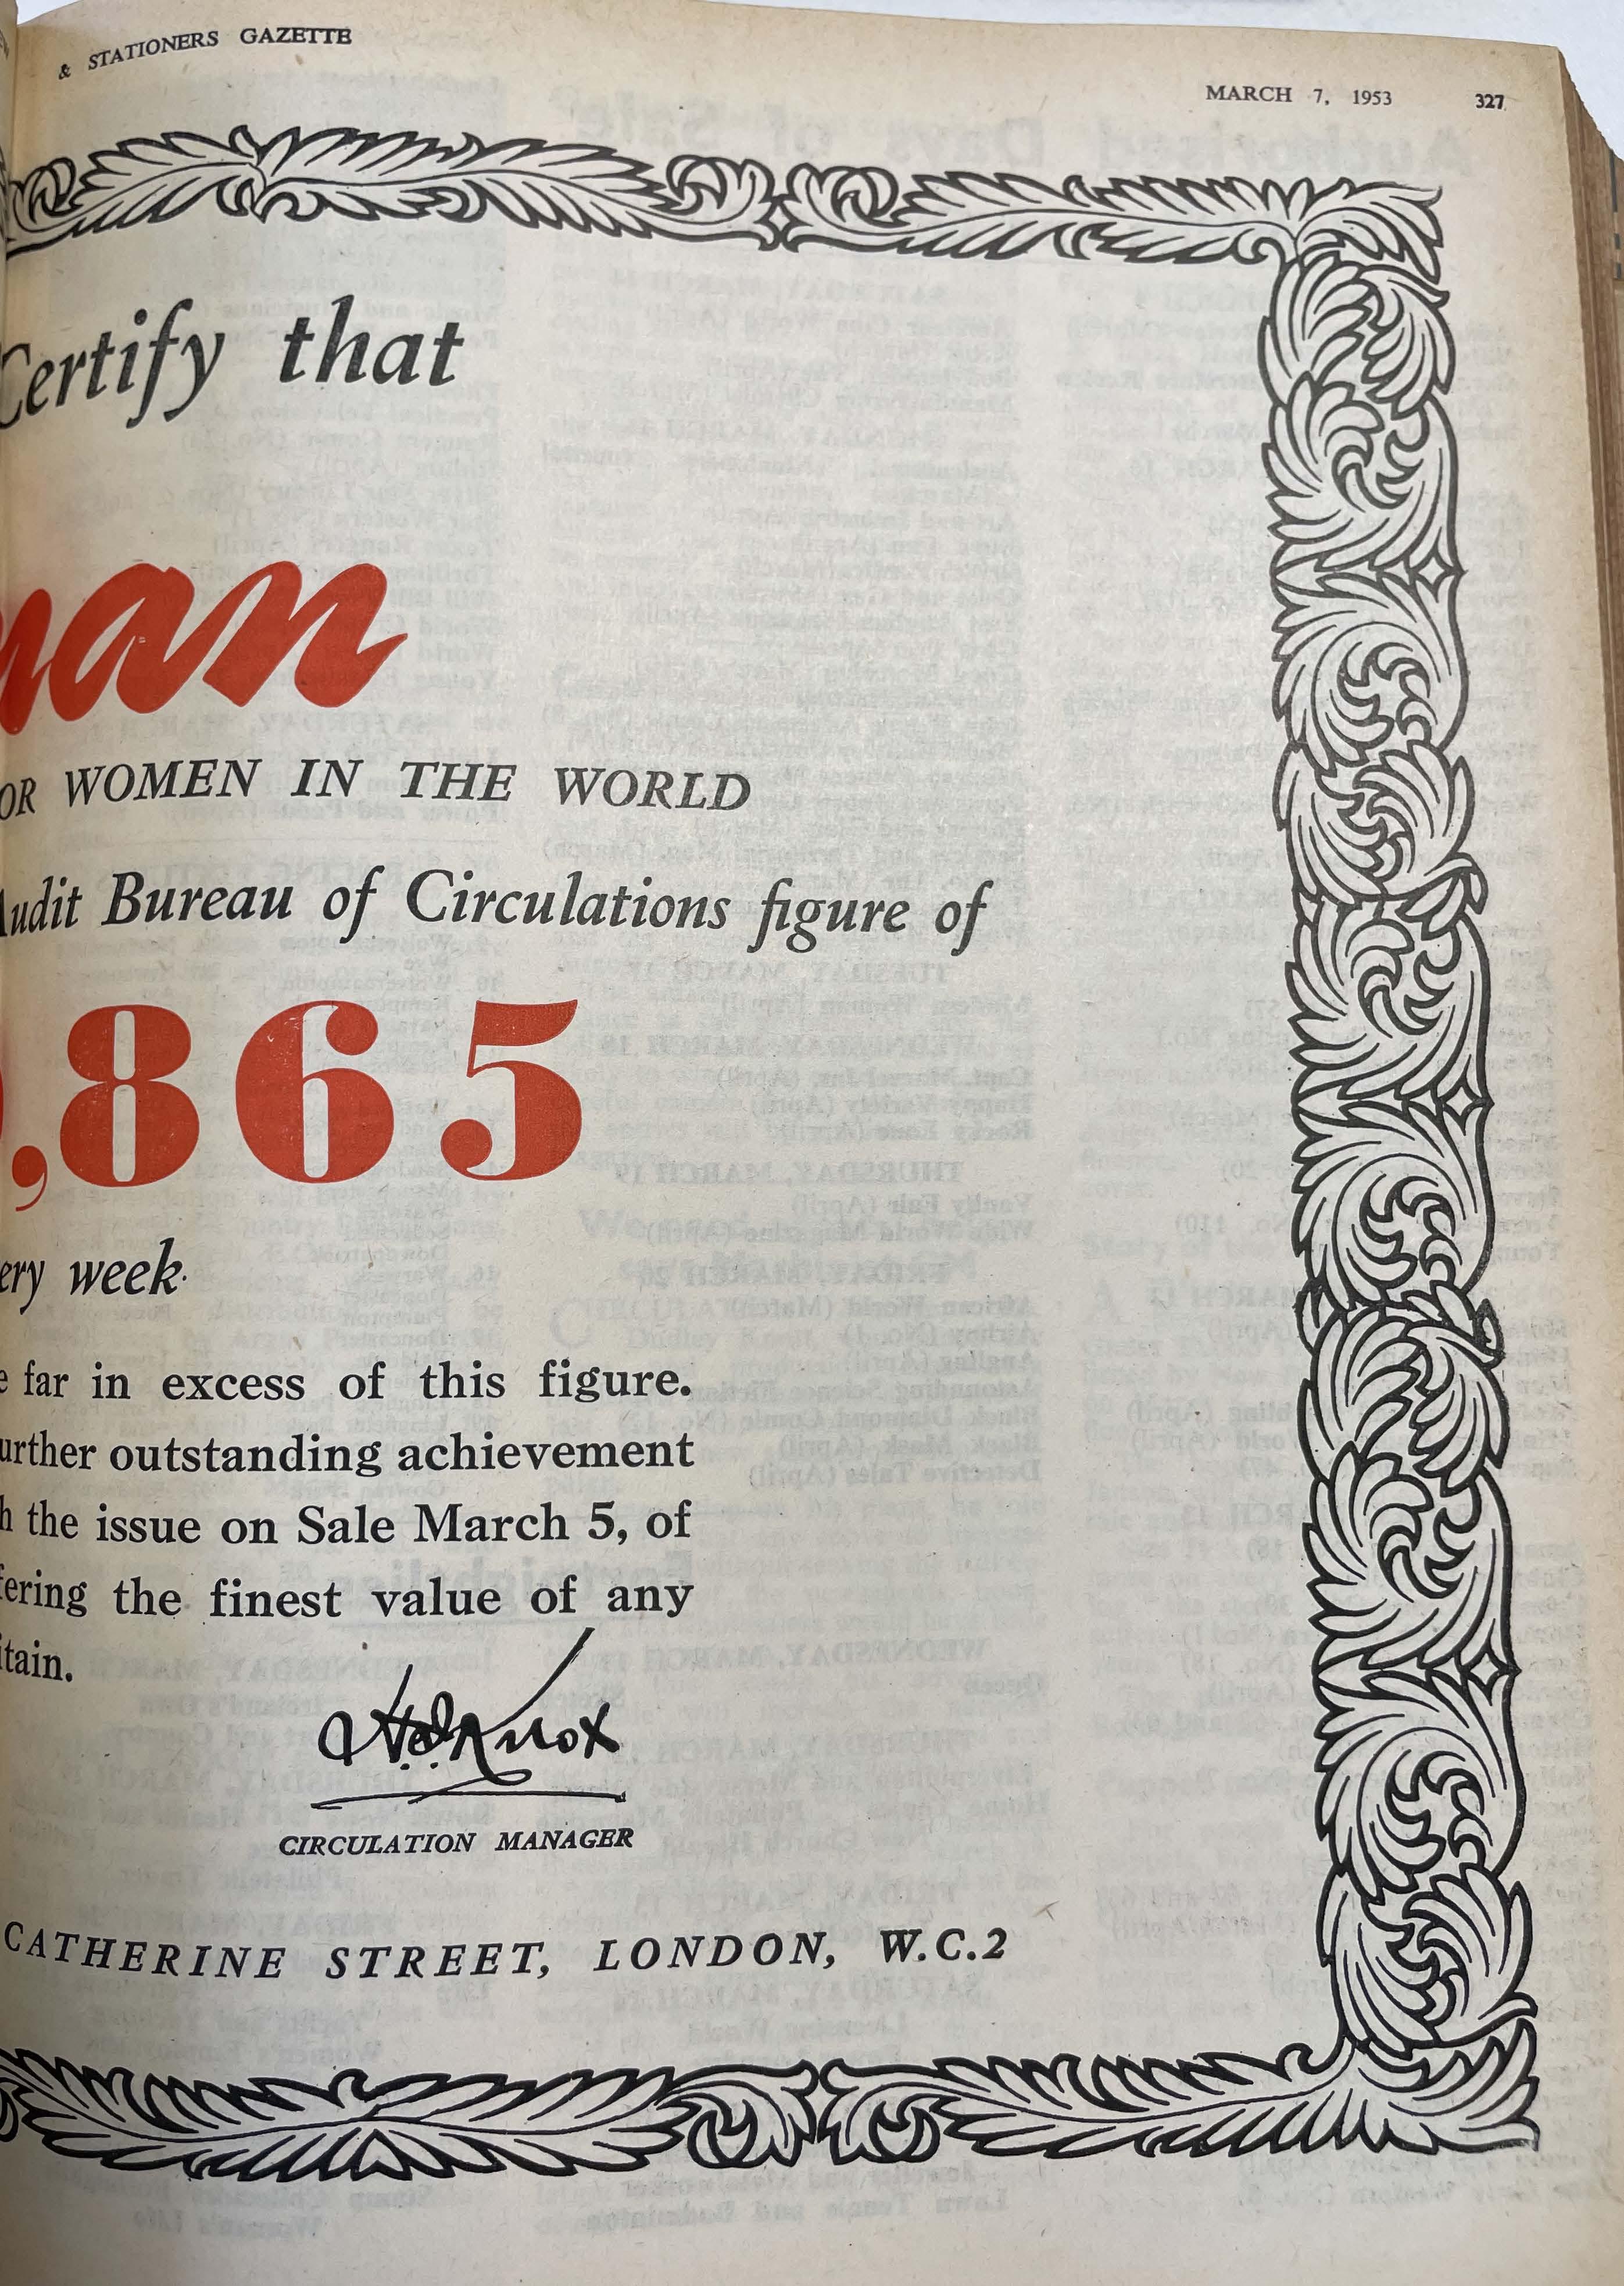 & STATIONERS GAZETTE
MARCH 7, 1953 327
Certify that
man
OR WOMEN IN THE WORLD
Audit Bureau of Circulations figure of
,865
ery week
e far in excess of this figure.
urther outstanding achievement
h the issue on Sale March 5, of
fering the finest value of any
itain.
Knox
CIRCULATION MANAGER
CATHERINE STREET, LONDON, W.C.2